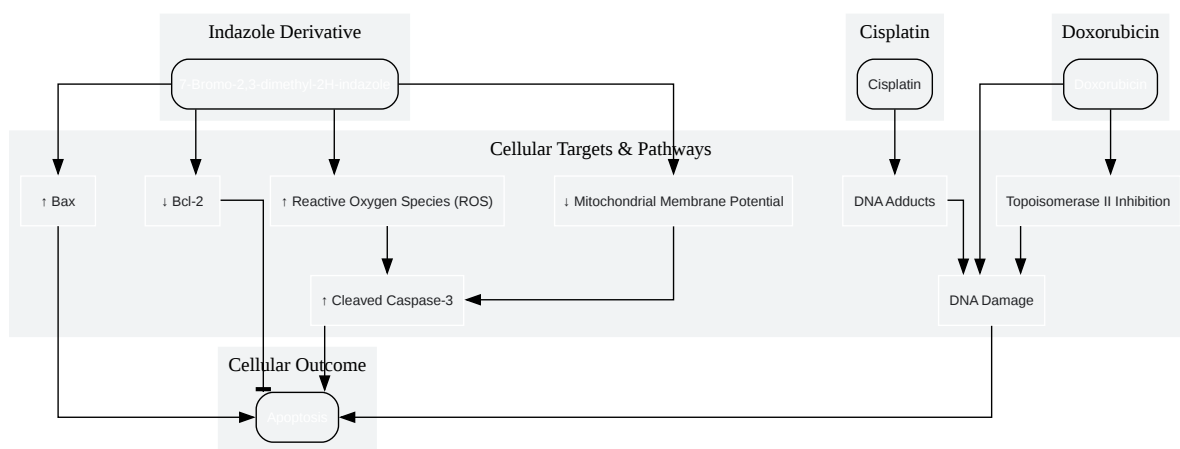 Indazole Derivative
Cisplatin
Doxorubicin
7-Bromo-2,3-dimethyl-2H-indazole
Cisplatin
Doxorubicin
Cellular Targets & Pathways
↑ Bax
↓ Bcl-2
↑ Reactive Oxygen Species (ROS)
↓ Mitochondrial Membrane Potential
DNA Adducts
Topoisomerase II Inhibition
↑ Cleaved Caspase-3
DNA Damage
Cellular Outcome
Apoptosis